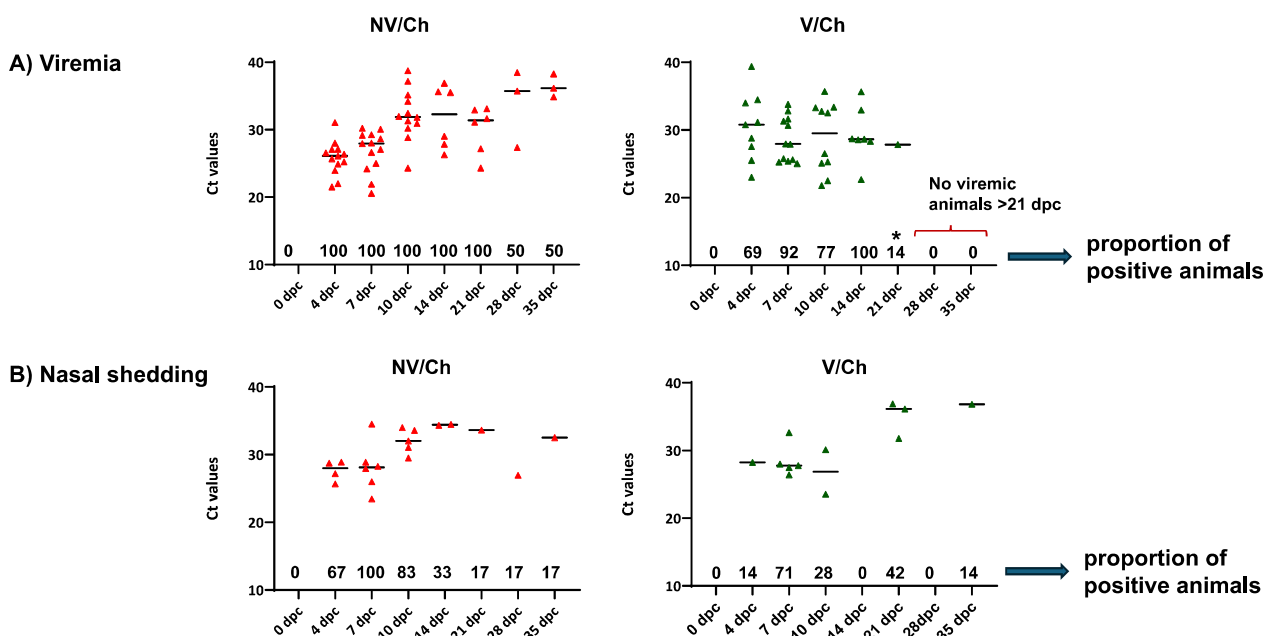 NV/Ch
V/Ch
A) Viremia
40
30
20
10
Ct values
0 100 100 100 100 100 50 50
0 dpc 4 dpc 7 dpc 10 dpc 14 dpc 21 dpc 28 dpc 35 dpc
40
30
20
10
Ct values
No viremic
animals >21 dpc
*
0 69 92 77 100 14 0 0
0 dpc 4 dpc 7 dpc 10 dpc 14 dpc 21 dpc 28 dpc 35 dpc
proportion of
positive animals
B) Nasal shedding
NV/Ch
V/Ch
40
30
20
10
Ct values
0 67 100 83 33 17 17 17
0 dpc 4 dpc 7 dpc 10 dpc 14 dpc 21 dpc 28 dpc 35 dpc
40
30
20
10
Ct values
0 14 71 28 0 42 0 14
0 dpc 4 dpc 7 dpc 10 dpc 14 dpc 21 dpc 28dpc 35 dpc
proportion of
positive animals